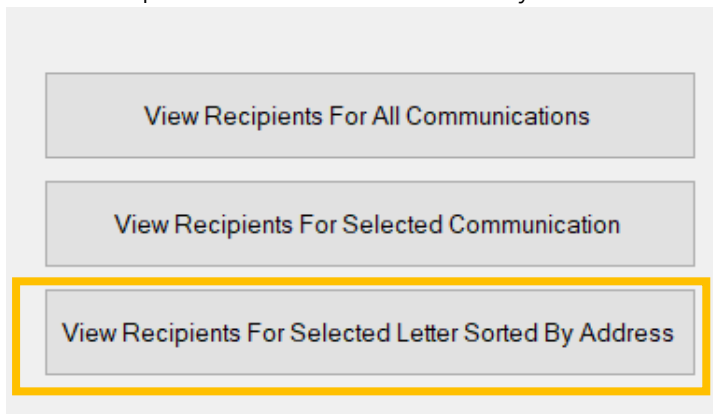 View Recipients For All Communications
View Recipients For Selected Communication
View Recipients For Selected Letter Sorted By Address